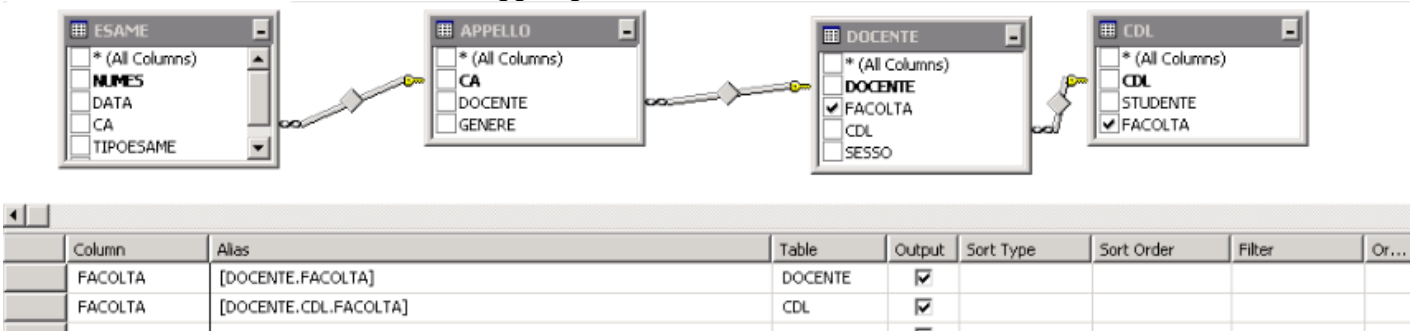 ESAME
* (All Columns)
NUMES
DATA
CA
TIPOESAME
APPELLO
* (All Columns)
CA
DOCENTE
GENERE
DOCENTE
* (All Columns)
DOCENTE
FACOLTA
CDL
SESSO
CDL
* (All Columns)
CDL
STUDENTE
FACOLTA
Column Alias Table Output Sort Type Sort Order Filter Or...
FACOLTA [DOCENTE.FACOLTA] DOCENTE
FACOLTA [DOCENTE.CDL.FACOLTA] CDL